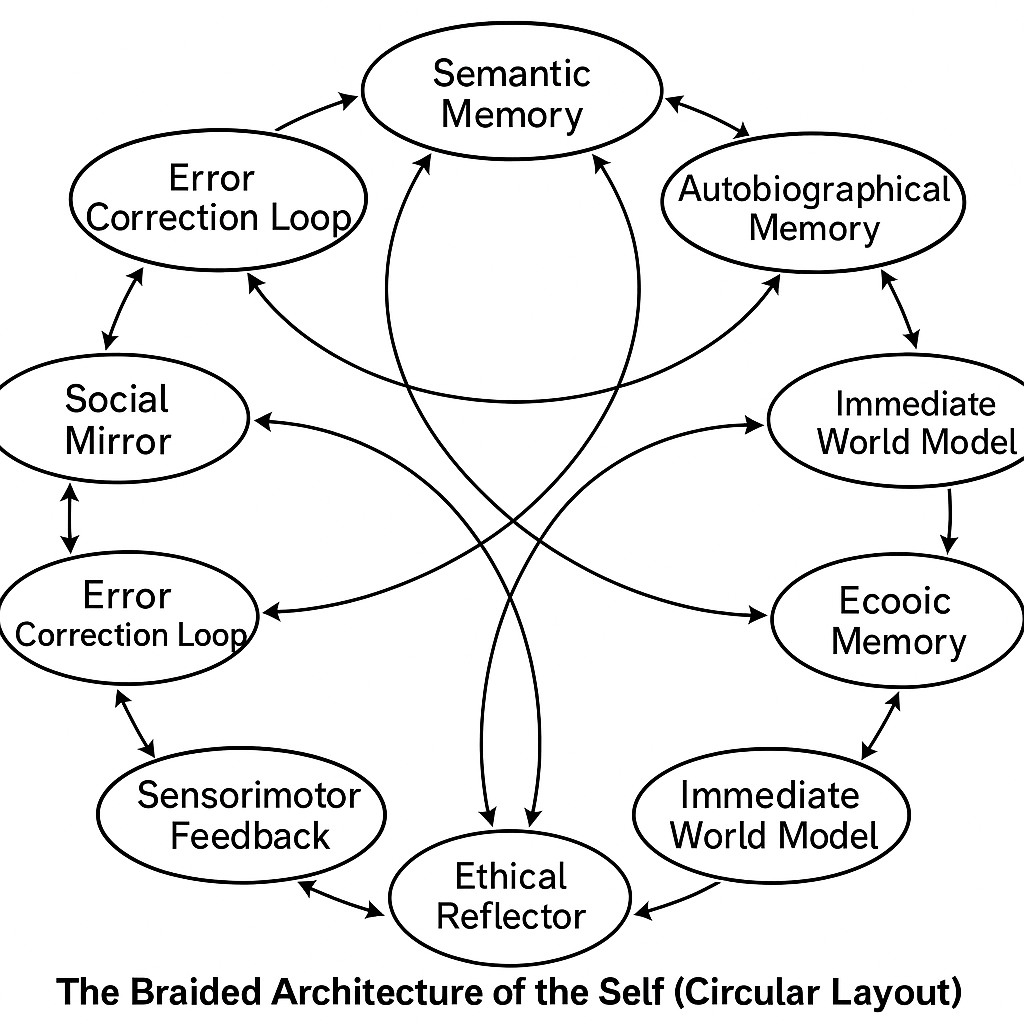 Semantic
Memory
Error
Correction Loop
Autobiographical
Memory
Social
Mirror
Immediate
World Model
Error
Correction Loop
Ecooic
Memory
Sensorimotor
Feedback
Immediate
World Model
Ethical
Reflector
The Braided Architecture of the Self (Circular Layout)